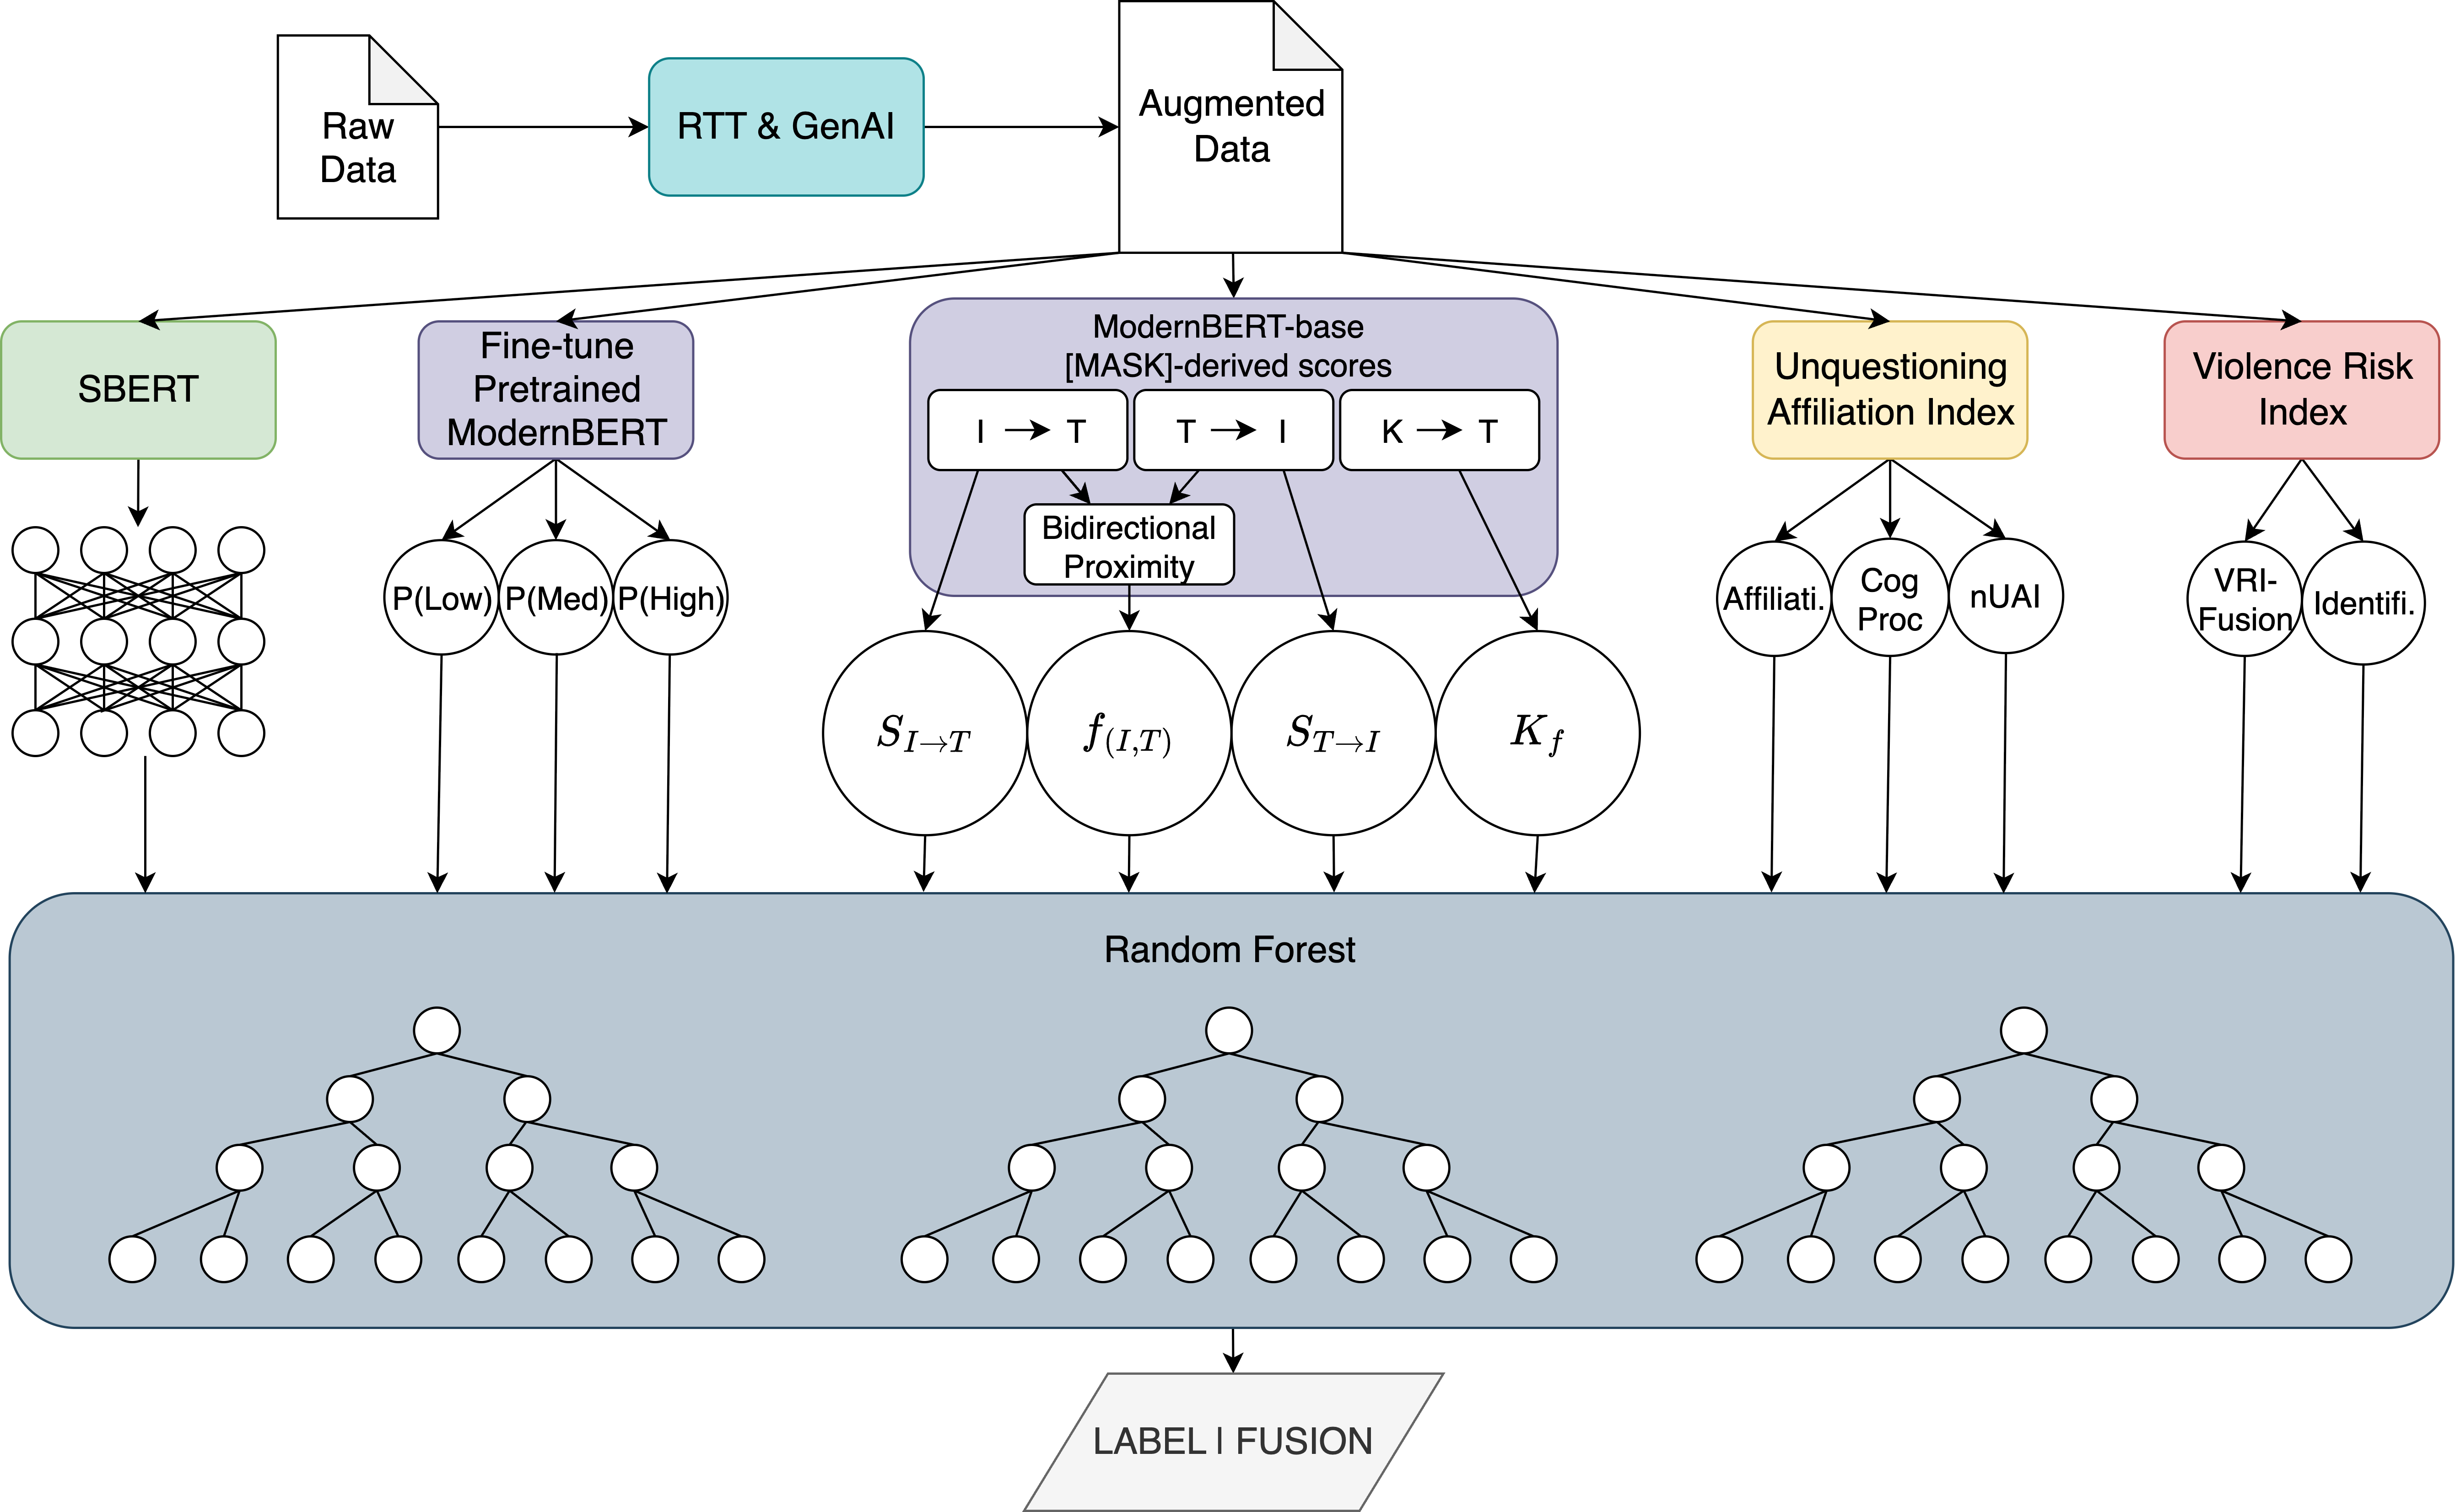 Raw
Data
RTT & GenAI
Augmented
Data
SBERT
Fine-tune
Pretrained
ModernBERT
ModernBERT-base
[MASK]-derived scores
I → T
T → I
K → T
Bidirectional
Proximity
Unquestioning
Affiliation Index
Violence Risk
Index
P(Low)
P(Med)
P(High)
S_{I→T}
f_{(I,T)}
S_{T→I}
K_f
Affiliati.
Cog
Proc
nUAI
VRI-
Fusion
Identifi.
Random Forest
LABEL | FUSION